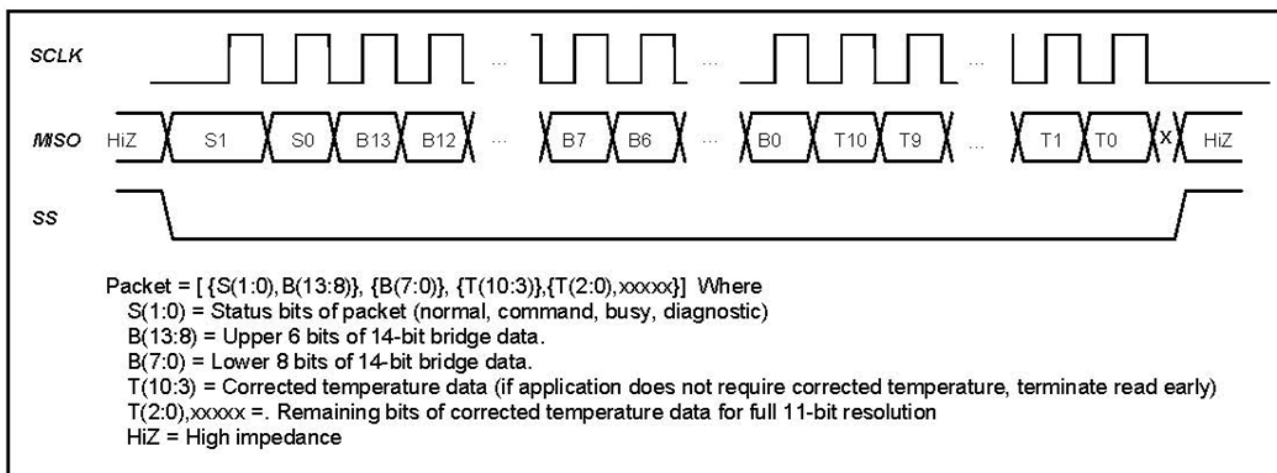 SCLK ... ... ...
MISO HiZ S1 S0 B13 B12 ... B7 B6 ... B0 T10 T9 ... T1 T0 X HiZ
SS
Packet = [ {S(1:0), B(13:8)}, {B(7:0)}, {T(10:3)},{T(2:0),xxxxx}] Where
S(1:0) = Status bits of packet (normal, command, busy, diagnostic)
B(13:8) = Upper 6 bits of 14-bit bridge data.
B(7:0) = Lower 8 bits of 14-bit bridge data.
T(10:3) = Corrected temperature data (if application does not require corrected temperature, terminate read early)
T(2:0),xxxxx =. Remaining bits of corrected temperature data for full 11-bit resolution
HiZ = High impedance